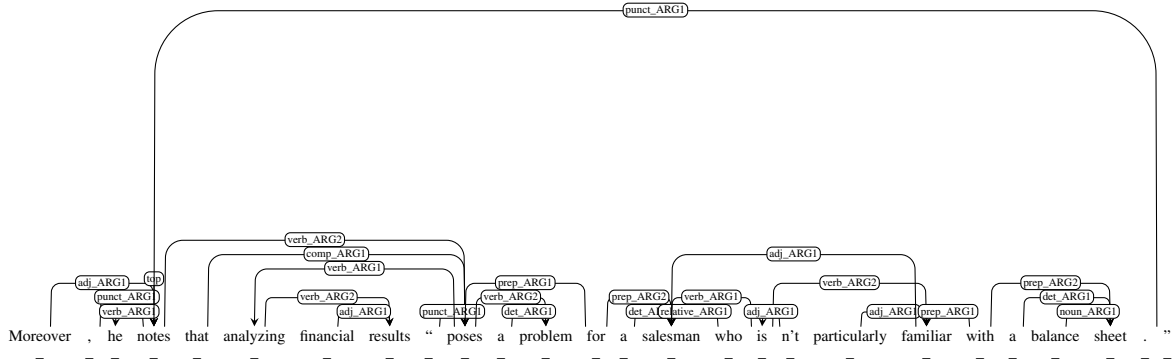 punct_ARG1
verb_ARG2
comp_ARG1 adj_ARG1
verb_ARG1
adj_ARG1 top prep_ARG1 verb_ARG2 prep_ARG2
punct_ARG1 verb_ARG2 verb_ARG2 prep_ARG2 verb_ARG1 det_ARG1
verb_ARG1 adj_ARG1 punct_ARG1 det_ARG1 relative_ARG1 adj_ARG1 adj_ARG1 prep_ARG1 noun_ARG1
Moreover , he notes that analyzing financial results “ poses a problem for a salesman who is n't particularly familiar with a balance sheet . ”